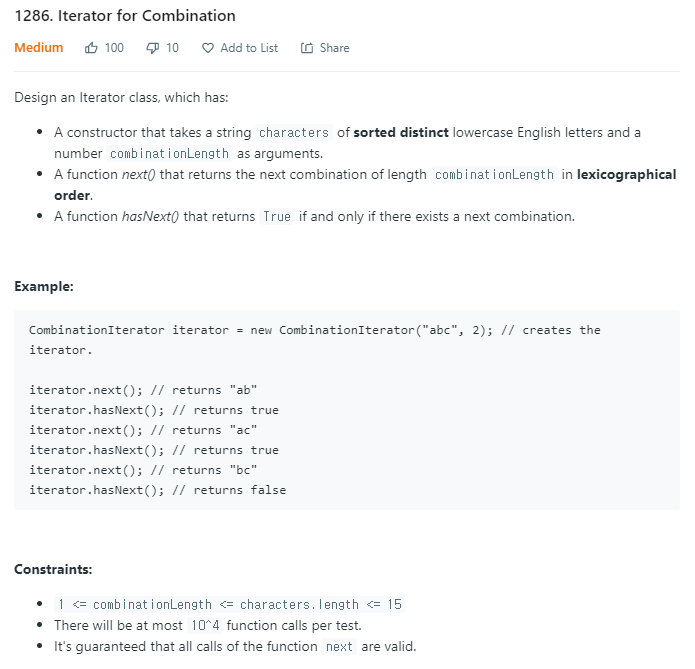 1286. Iterator for Combination
Medium 100 10 Add to List Share
Design an Iterator class, which has:
• A constructor that takes a string characters of sorted distinct lowercase English letters and a
number combinationLength as arguments.
• A function next() that returns the next combination of length combinationLength in lexicographical
order.
• A function hasNext() that returns True if and only if there exists a next combination.
Example:
CombinationIterator iterator = new CombinationIterator("abc", 2); // creates the
iterator.
iterator.next(); // returns "ab"
iterator.hasNext(); // returns true
iterator.next(); // returns "ac"
iterator.hasNext(); // returns true
iterator.next(); // returns "bc"
iterator.hasNext(); // returns false
Constraints:
• 1 <= combinationLength <= characters.length <= 15
• There will be at most 10^4 function calls per test.
• It's guaranteed that all calls of the function next are valid.